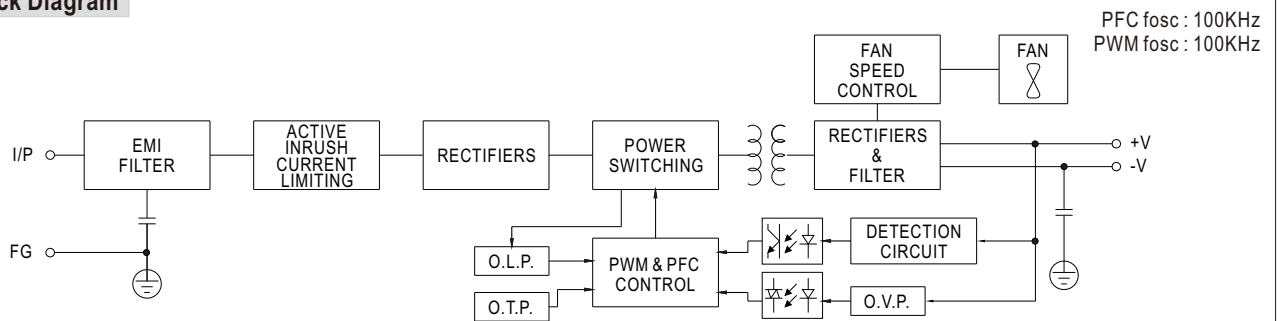 ck Diagram
PFC fosc : 100KHz
PWM fosc : 100KHz
FAN
SPEED
CONTROL
FAN
I/P
EMI
FILTER
ACTIVE
INRUSH
CURRENT
LIMITING
RECTIFIERS
POWER
SWITCHING
RECTIFIERS
&
FILTER
+V
-V
FG
O.L.P.
O.T.P.
PWM & PFC
CONTROL
DETECTION
CIRCUIT
O.V.P.